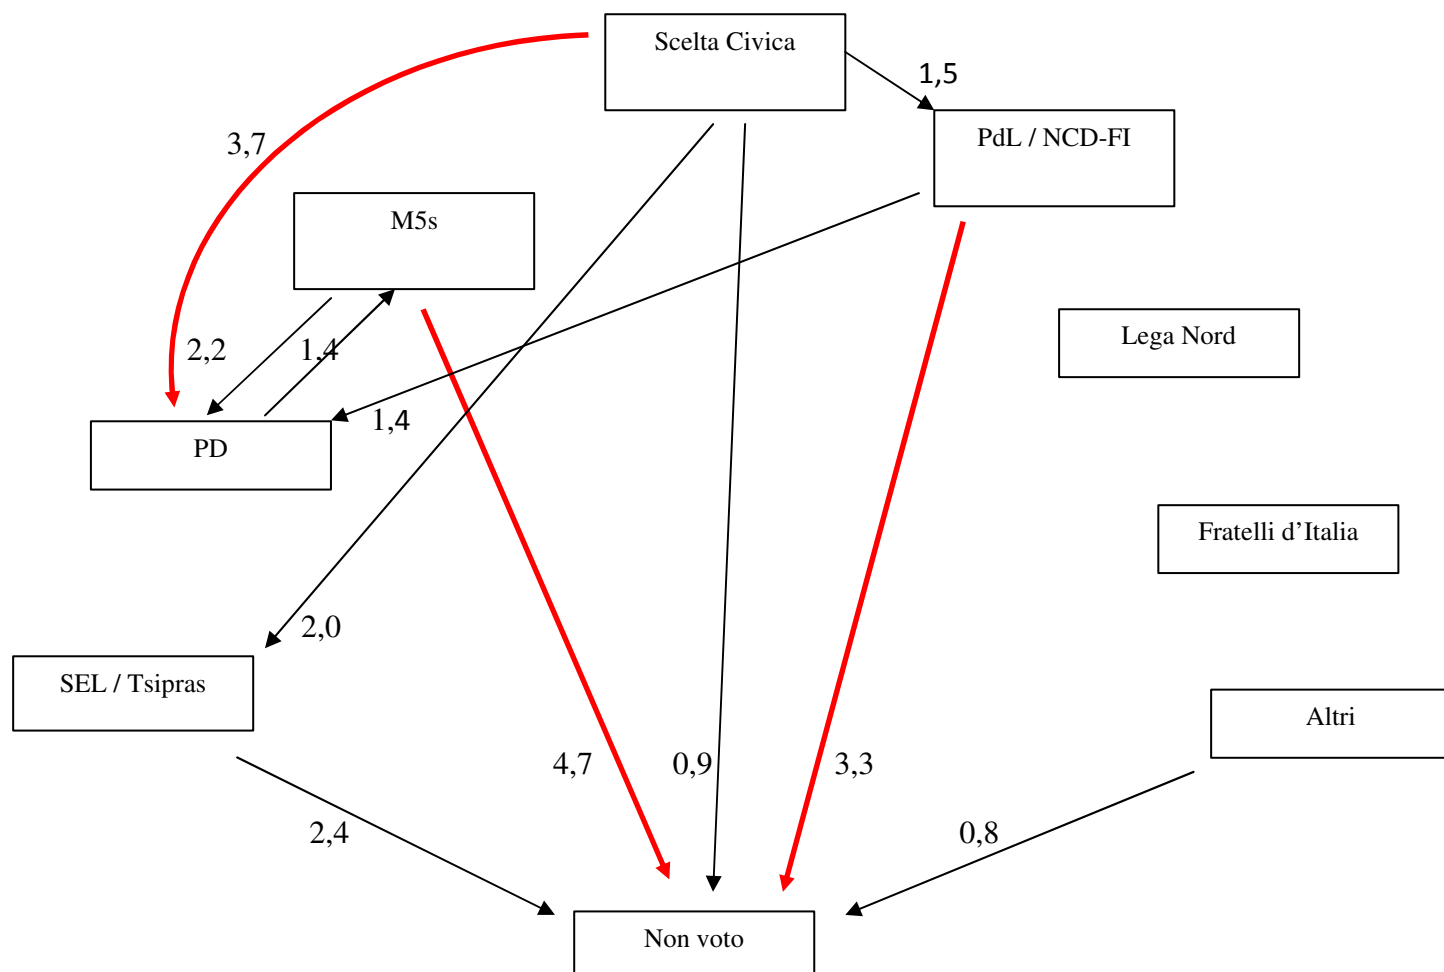 Scelta Civica
1,5
PdL / NCD-FI
3,7
M5s
Lega Nord
2,2
1,4
1,4
PD
Fratelli d'Italia
2,0
SEL / Tsipras
Altri
4,7
0,9
3,3
2,4
0,8
Non voto